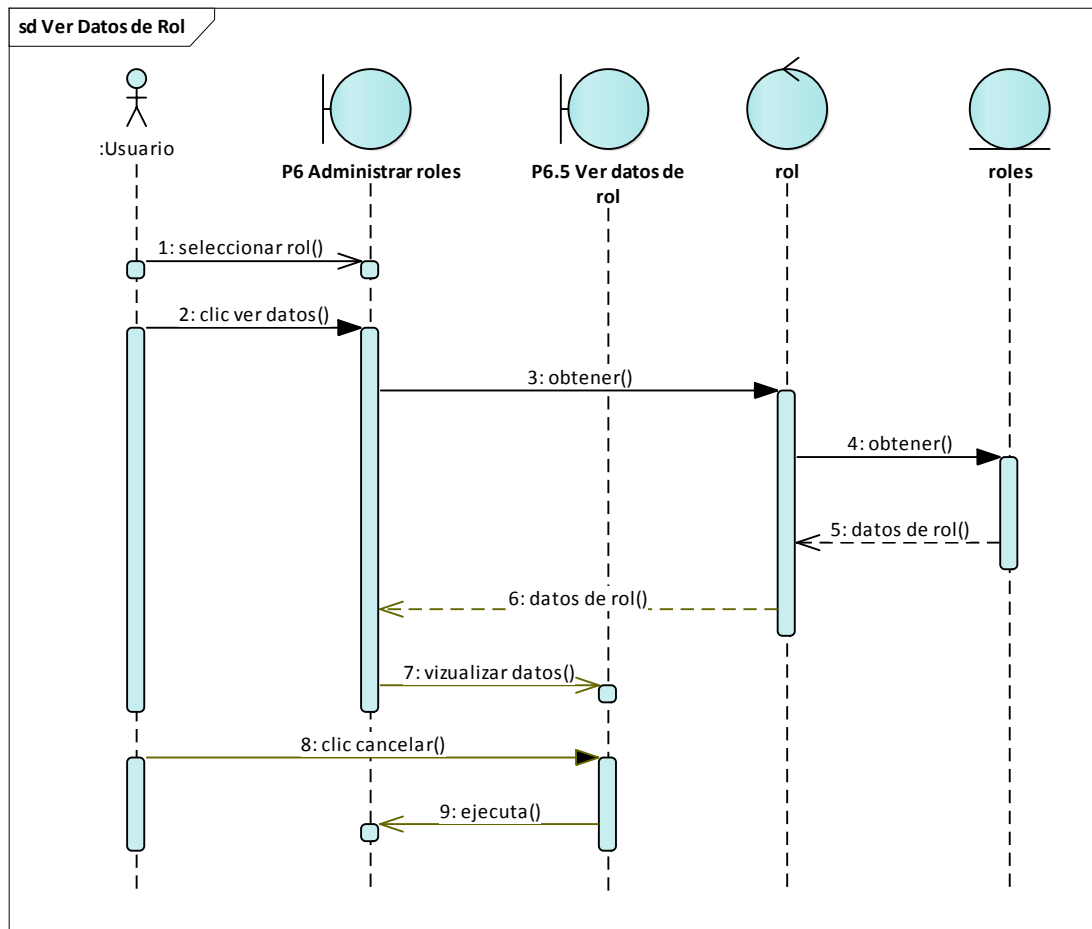 sd Ver Datos de Rol
:Usuario
P6 Administrar roles
P6.5 Ver datos de
rol
rol
roles
1: seleccionar rol()
2: clic ver datos()
3: obtener()
4: obtener()
5: datos de rol()
6: datos de rol()
7: vizualizar datos()
8: clic cancelar()
9: ejecuta()